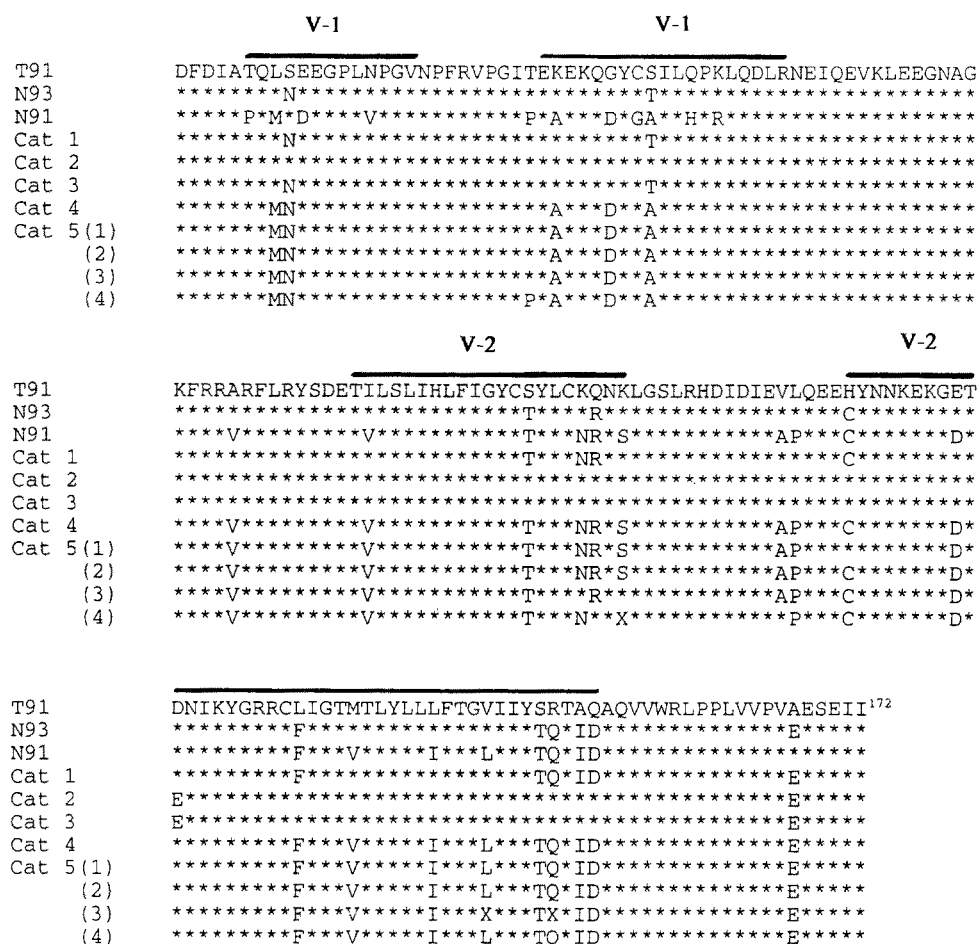 V-1 V-1
T91 DFDIATQLSEEGPLNPGVNPFRVPGITEKEKQGYCSILQPKLQDLRNEIQEVKLEEGNAG
N93 ********N**************************T************************
N91 *****P*M*D****V***********P*A***D*GA**H*R*******************
Cat 1 ********N**************************T************************
Cat 2 ************************************************************
Cat 3 ********N**************************T************************
Cat 4 *******MN*******************A***D**A************************
Cat 5(1) *******MN*******************A***D**A************************
(2) *******MN*******************A***D**A************************
(3) *******MN*******************A***D**A************************
(4) *******MN*****************P*A***D**A************************
V-2 V-2
T91 KFRRARFLRYSDETILSLIHLFIGYCSYLCKQNKLGSLRHDIDIEVLQEEHYNNKEKGET
N93 **************************T****R******************C*********
N91 ****V*********V***********T***NR*S***********AP***C*******D*
Cat 1 **************************T***NR******************C*********
Cat 2 ************************************************************
Cat 3 ************************************************************
Cat 4 ****V*********V***********T***NR*S***********AP***C*******D*
Cat 5(1) ****V*********V***********T***NR*S***********AP***C*******D*
(2) ****V*********V***********T***NR*S***********AP***C*******D*
(3) ****V*********V***********T****R*************AP***C*******D*
(4) ****V*********V***********T***N**X************P***C*******D*
T91 DNIKYGRRCLIGTMTLYLLLFTGVIIYSRTAQAQVVWRLPPLVVPVAESEII172
N93 *********F*****************TQ*ID**************E*****
N91 *********F***V*****I***L***TQ*ID********************
Cat 1 *********F*****************TQ*ID**************E*****
Cat 2 E***************************************************
Cat 3 E*********************************************E*****
Cat 4 *********F***V*****I***L***TQ*ID**************E*****
Cat 5(1) *********F***V*****I***L***TQ*ID**************E*****
(2) *********F***V*****I***L***TQ*ID**************E*****
(3) *********F***V*****I***X***TX*ID**************E*****
(4) *********F***V*****I***L***TQ*ID**************E*****